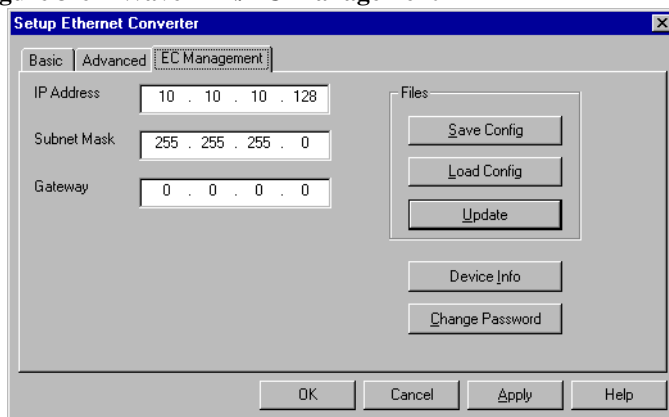 Setup Ethernet Converter
Basic
Advanced
EC Management
IP Address
10 . 10 . 10 . 128
Subnet Mask
255 . 255 . 255 . 0
Gateway
0 . 0 . 0 . 0
Files
Save Config
Load Config
Update
Device Info
Change Password
OK
Cancel
Apply
Help